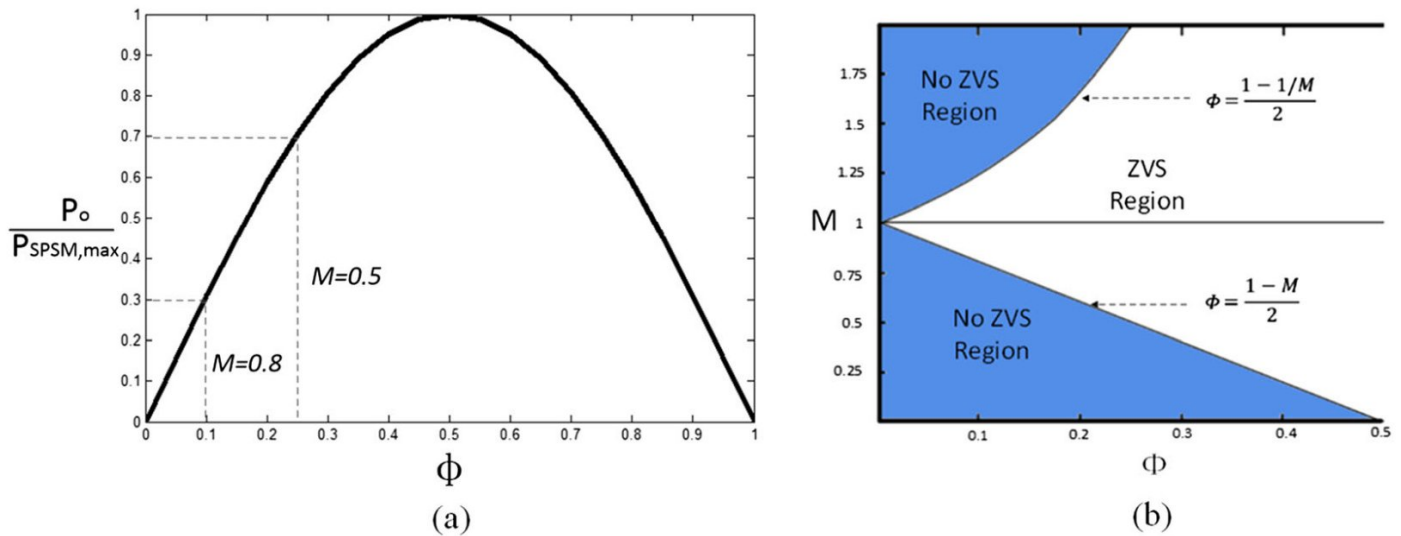 1
0.9
0.8
0.7
0.6
0.5
0.4
0.3
0.2
0.1
0
Po
PSPSM,max
M=0.5
M=0.8
0 0.1 0.2 0.3 0.4 0.5 0.6 0.7 0.8 0.9 1
Φ
(a)
1.75
1.5
1.25
M 1
0.75
0.5
0.25
No ZVS
Region
ϕ = (1 − 1/M)/2
ZVS
Region
ϕ = (1 − M)/2
No ZVS
Region
0.1 0.2 0.3 0.4 0.5
Φ
(b)